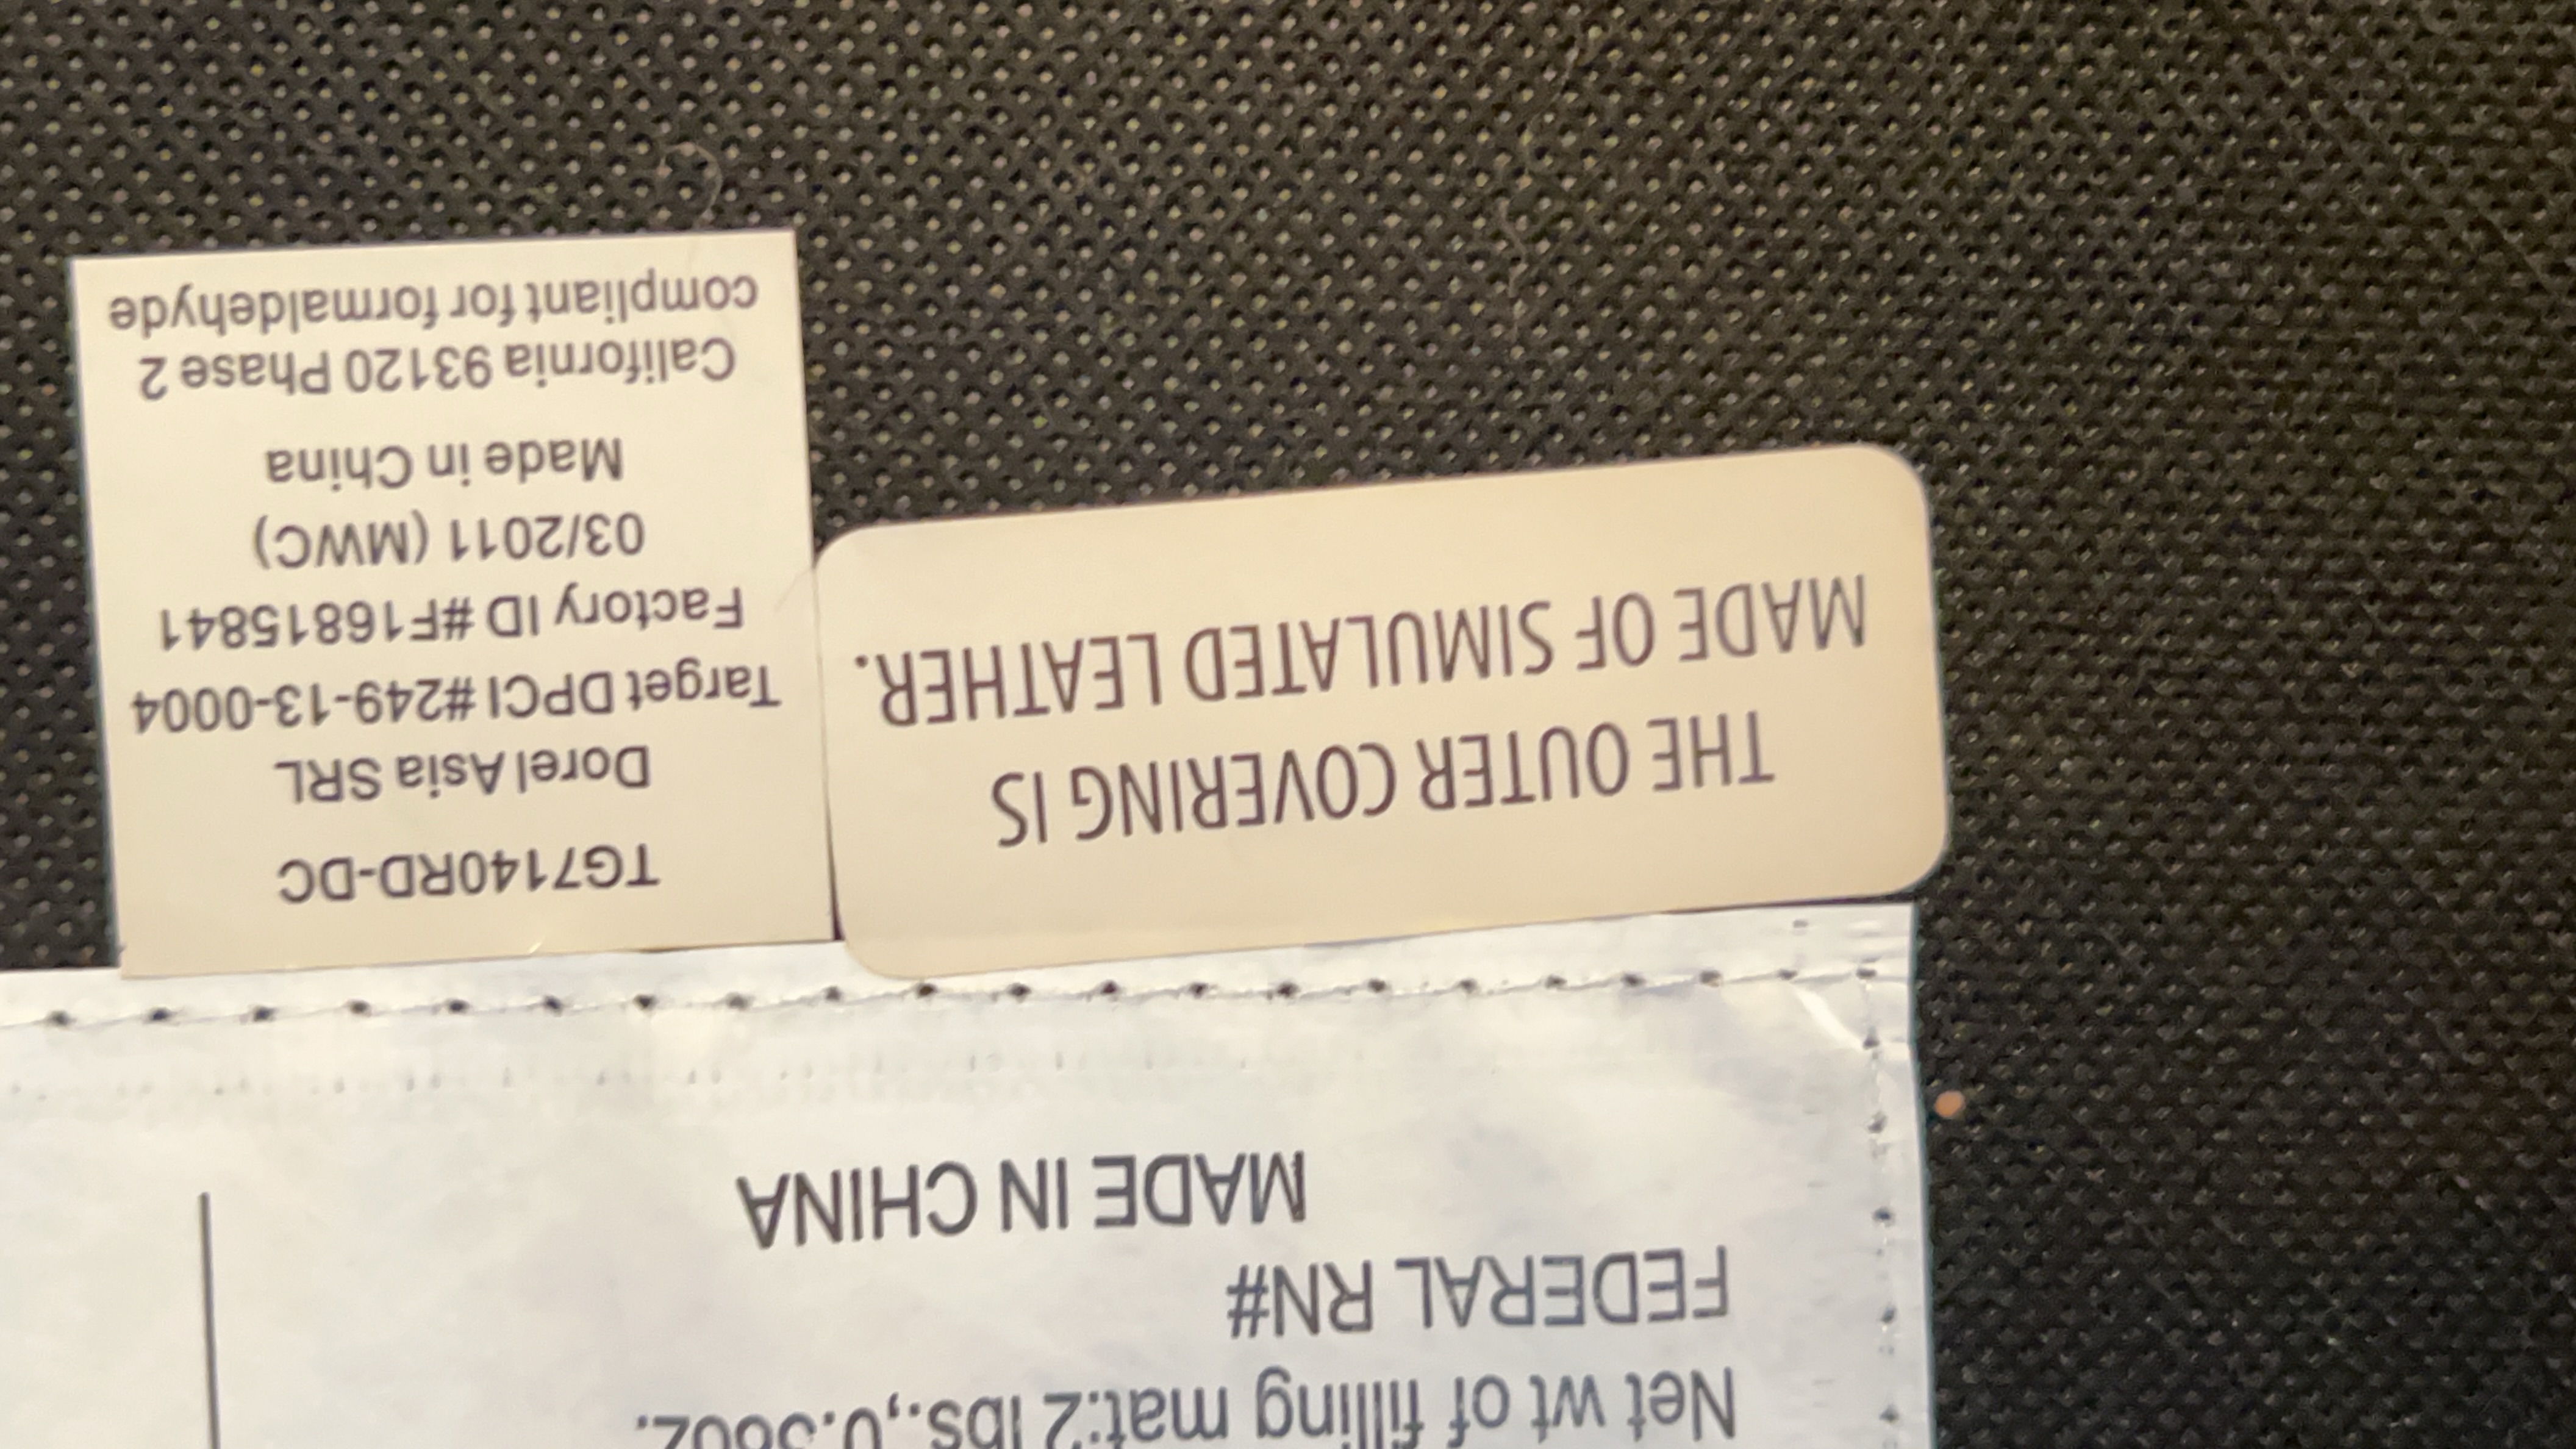 Net wt of filling mat:2 lbs.,
FEDERAL RN#
MADE IN CHINA
TG7140RD-DC
Dorel Asia SRL
Target DPCI #249-13-0004
Factory ID #F16815841
03/2011 (MWC)
Made in China
California 93120 Phase 2
compliant for formaldehyde
THE OUTER COVERING IS
MADE OF SIMULATED LEATHER.